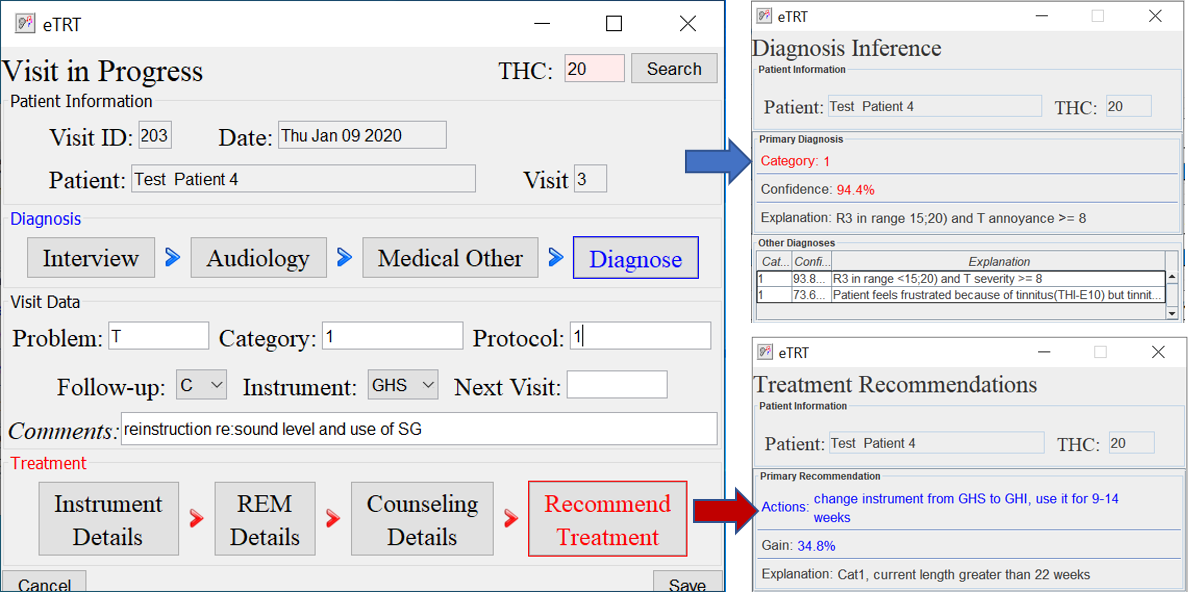 eTRT
Visit in Progress
THC: 20 Search
Patient Information
Visit ID: 203 Date: Thu Jan 09 2020
Patient: Test Patient 4 Visit 3
Diagnosis
Interview Audiology Medical Other Diagnose
Visit Data
Problem: T Category: 1 Protocol: 1
Follow-up: C Instrument: GHS Next Visit:
Comments: reinstruction re:sound level and use of SG
Treatment
Instrument Details
REM Details
Counseling Details
Recommend Treatment
Cancel Save
eTRT
Diagnosis Inference
Patient Information
Patient: Test Patient 4 THC: 20
Primary Diagnosis
Category: 1
Confidence: 94.4%
Explanation: R3 in range 15;20) and T annoyance >= 8
Other Diagnoses
Cat... Confi... Explanation
1 93.8... R3 in range <15;20) and T severity >= 8
1 73.6... Patient feels frustrated because of tinnitus(THI-E10) but tinnit...
eTRT
Treatment Recommendations
Patient Information
Patient: Test Patient 4 THC: 20
Primary Recommendation
Actions: change instrument from GHS to GHI, use it for 9-14
weeks
Gain: 34.8%
Explanation: Cat1, current length greater than 22 weeks